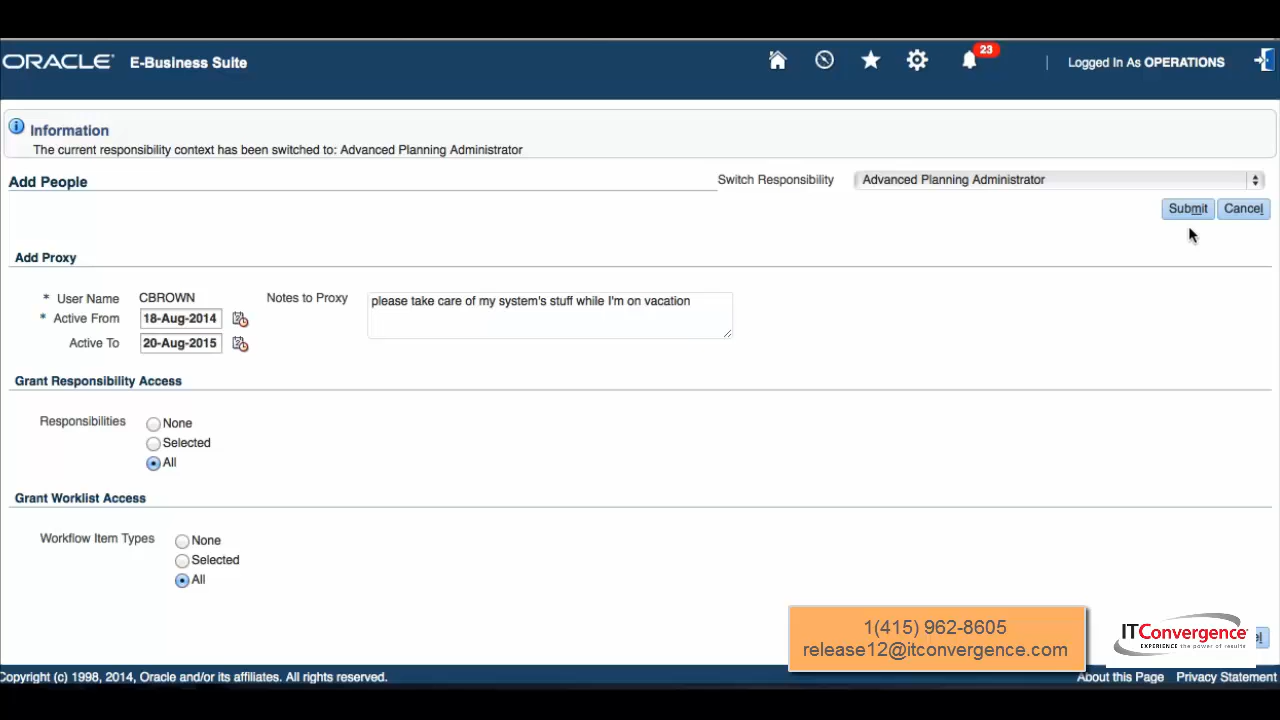 ORACLE E-Business Suite
23
Logged In As OPERATIONS
Information
The current responsibility context has been switched to: Advanced Planning Administrator
Add People
Switch Responsibility Advanced Planning Administrator
Submit Cancel
Add Proxy
* User Name CBROWN
Notes to Proxy please take care of my system's stuff while I'm on vacation
* Active From 18-Aug-2014
Active To 20-Aug-2015
Grant Responsibility Access
Responsibilities None
Selected
All
Grant Worklist Access
Workflow Item Types None
Selected
All
1(415) 962-8605
release12@itconvergence.com
ITConvergence
EXPERIENCE the power of results
Copyright (c) 1998, 2014, Oracle and/or its affiliates. All rights reserved.
About this Page Privacy Statement